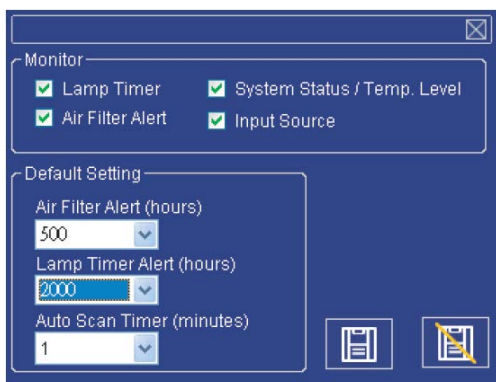 Monitor
Lamp Timer
System Status / Temp. Level
Air Filter Alert
Input Source
Default Setting
Air Filter Alert (hours)
500
Lamp Timer Alert (hours)
2000
Auto Scan Timer (minutes)
1